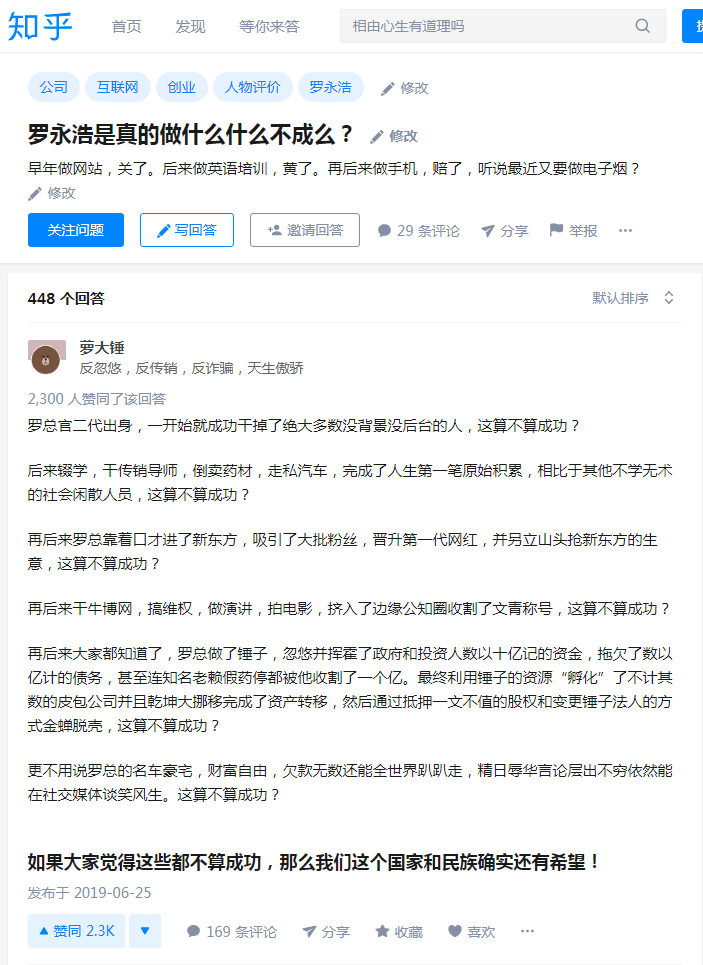 知乎 首页 发现 等你来答 相由心生有道理吗
公司 互联网 创业 人物评价 罗永浩 修改
罗永浩是真的做什么什么不成么？ 修改
早年做网站，关了。后来做英语培训，黄了。再后来做手机，赔了，听说最近又要做电子烟？
修改
关注问题 写回答 邀请回答 29 条评论 分享 举报 ···
448 个回答 默认排序
萝大锤
反忽悠，反传销，反诈骗，天生傲骄
2,300 人赞同了该回答
罗总官二代出身，一开始就成功干掉了绝大多数没背景没后台的人，这算不算成功？
后来辍学，干传销导师，倒卖药材，走私汽车，完成了人生第一笔原始积累，相比于其他不学无术
的社会闲散人员，这算不算成功？
再后来罗总靠着口才进了新东方，吸引了大批粉丝，晋升第一代网红，并另立山头抢新东方的生
意，这算不算成功？
再后来干牛博网，搞维权，做演讲，拍电影，挤入了边缘公知圈收割了文青称号，这算不算成功？
再后来大家都知道了，罗总做了锤子，忽悠并挥霍了政府和投资人数以十亿记的资金，拖欠了数以
亿计的债务，甚至连知名老赖假药停都被他收割了一个亿。最终利用锤子的资源“孵化”了不计其
数的皮包公司并且乾坤大挪移完成了资产转移，然后通过抵押一文不值的股权和变更锤子法人的方
式金蝉脱壳，这算不算成功？
更不用说罗总的名车豪宅，财富自由，欠款无数还能全世界趴趴走，精日辱华言论层出不穷依然能
在社交媒体谈笑风生。这算不算成功？
如果大家觉得这些都不算成功，那么我们这个国家和民族确实还有希望！
发布于 2019-06-25
赞同 2.3K 169 条评论 分享 收藏 喜欢 ···